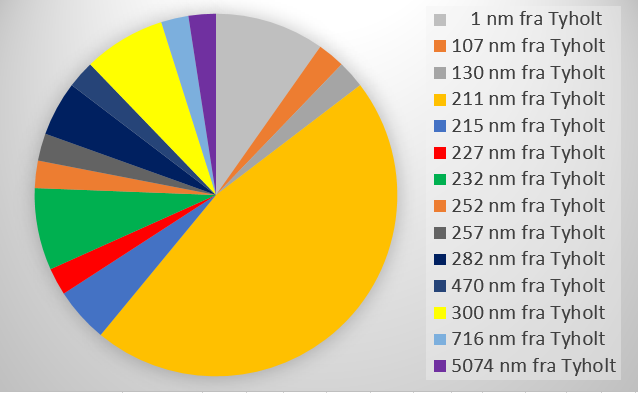 1 nm fra Tyholt
107 nm fra Tyholt
130 nm fra Tyholt
211 nm fra Tyholt
215 nm fra Tyholt
227 nm fra Tyholt
232 nm fra Tyholt
252 nm fra Tyholt
257 nm fra Tyholt
282 nm fra Tyholt
470 nm fra Tyholt
300 nm fra Tyholt
716 nm fra Tyholt
5074 nm fra Tyholt